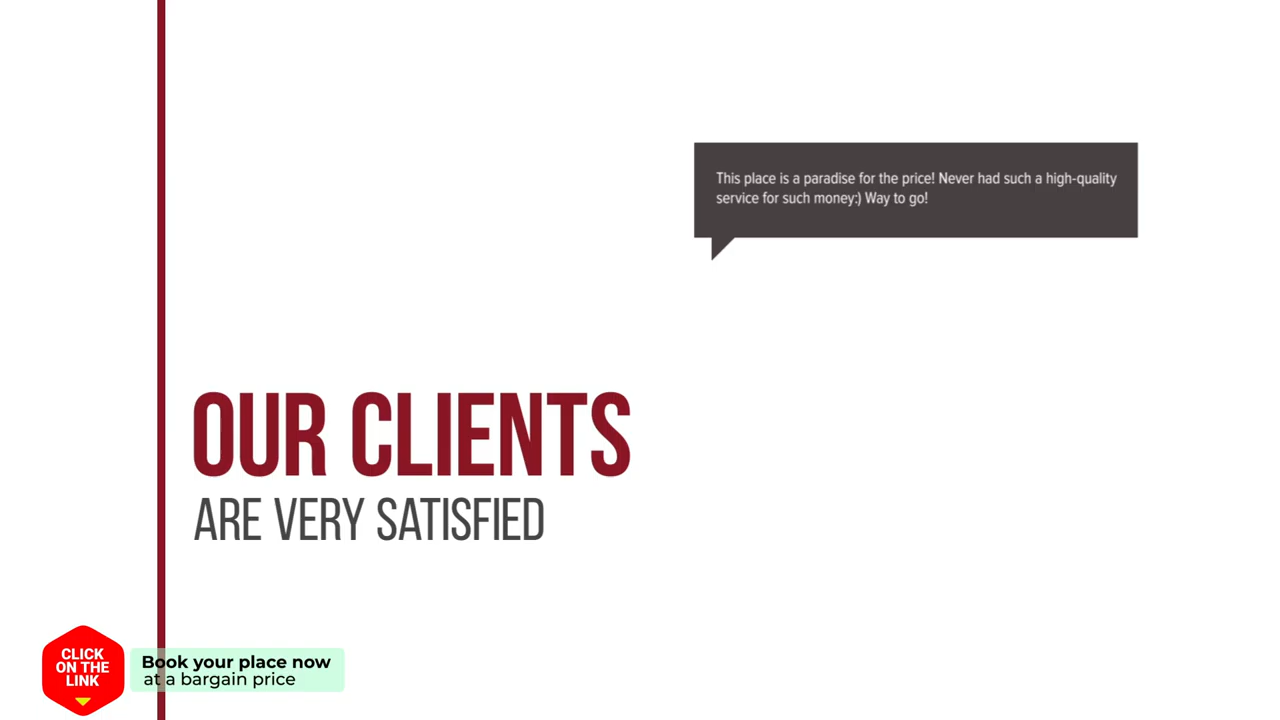 This place is a paradise for the price! Never had such a high-quality
service for such money:) Way to go!
OUR CLIENTS
ARE VERY SATISFIED
CLICK
ON THE
LINK
Book your place now
at a bargain price